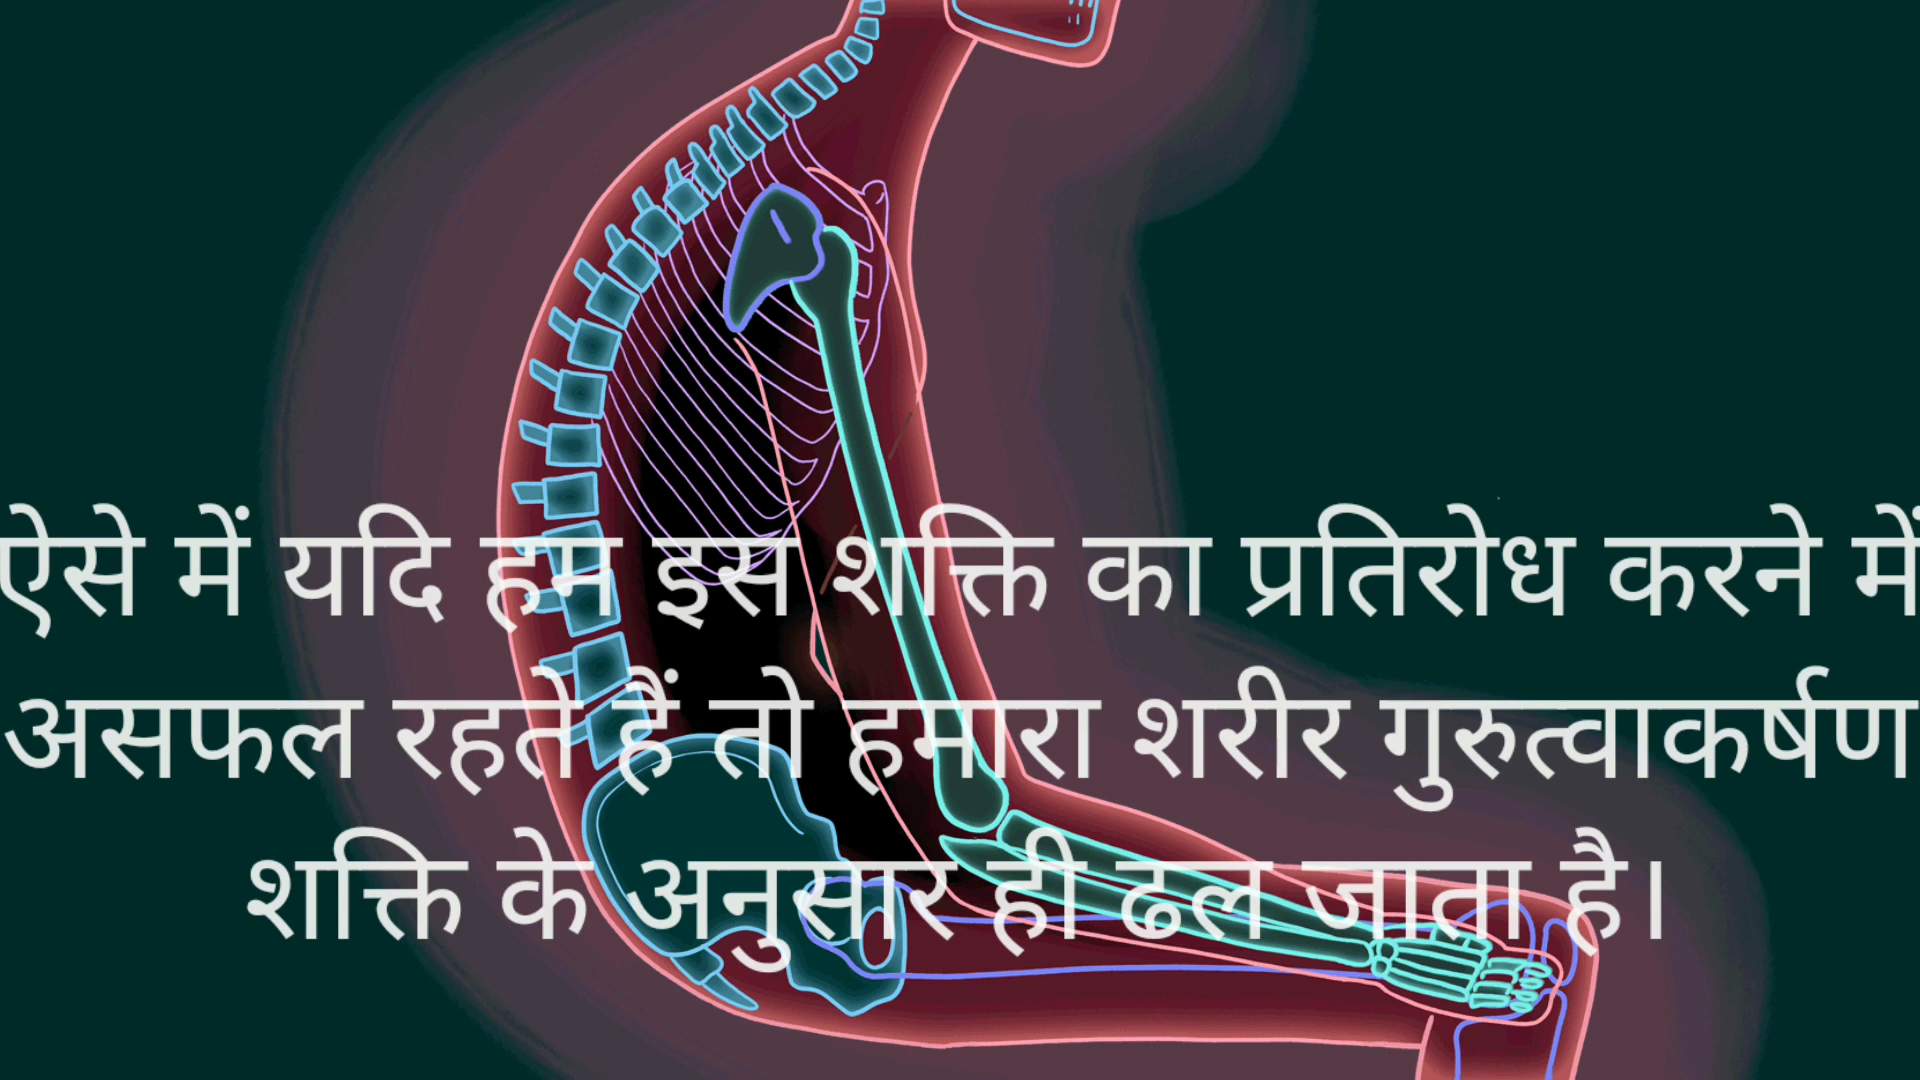 ऐसे में यदि हम इस शक्ति का प्रतिरोध करने में
असफल रहते हैं तो हमारा शरीर गुरुत्वाकर्षण
शक्ति के अनुसार ही ढल जाता है।